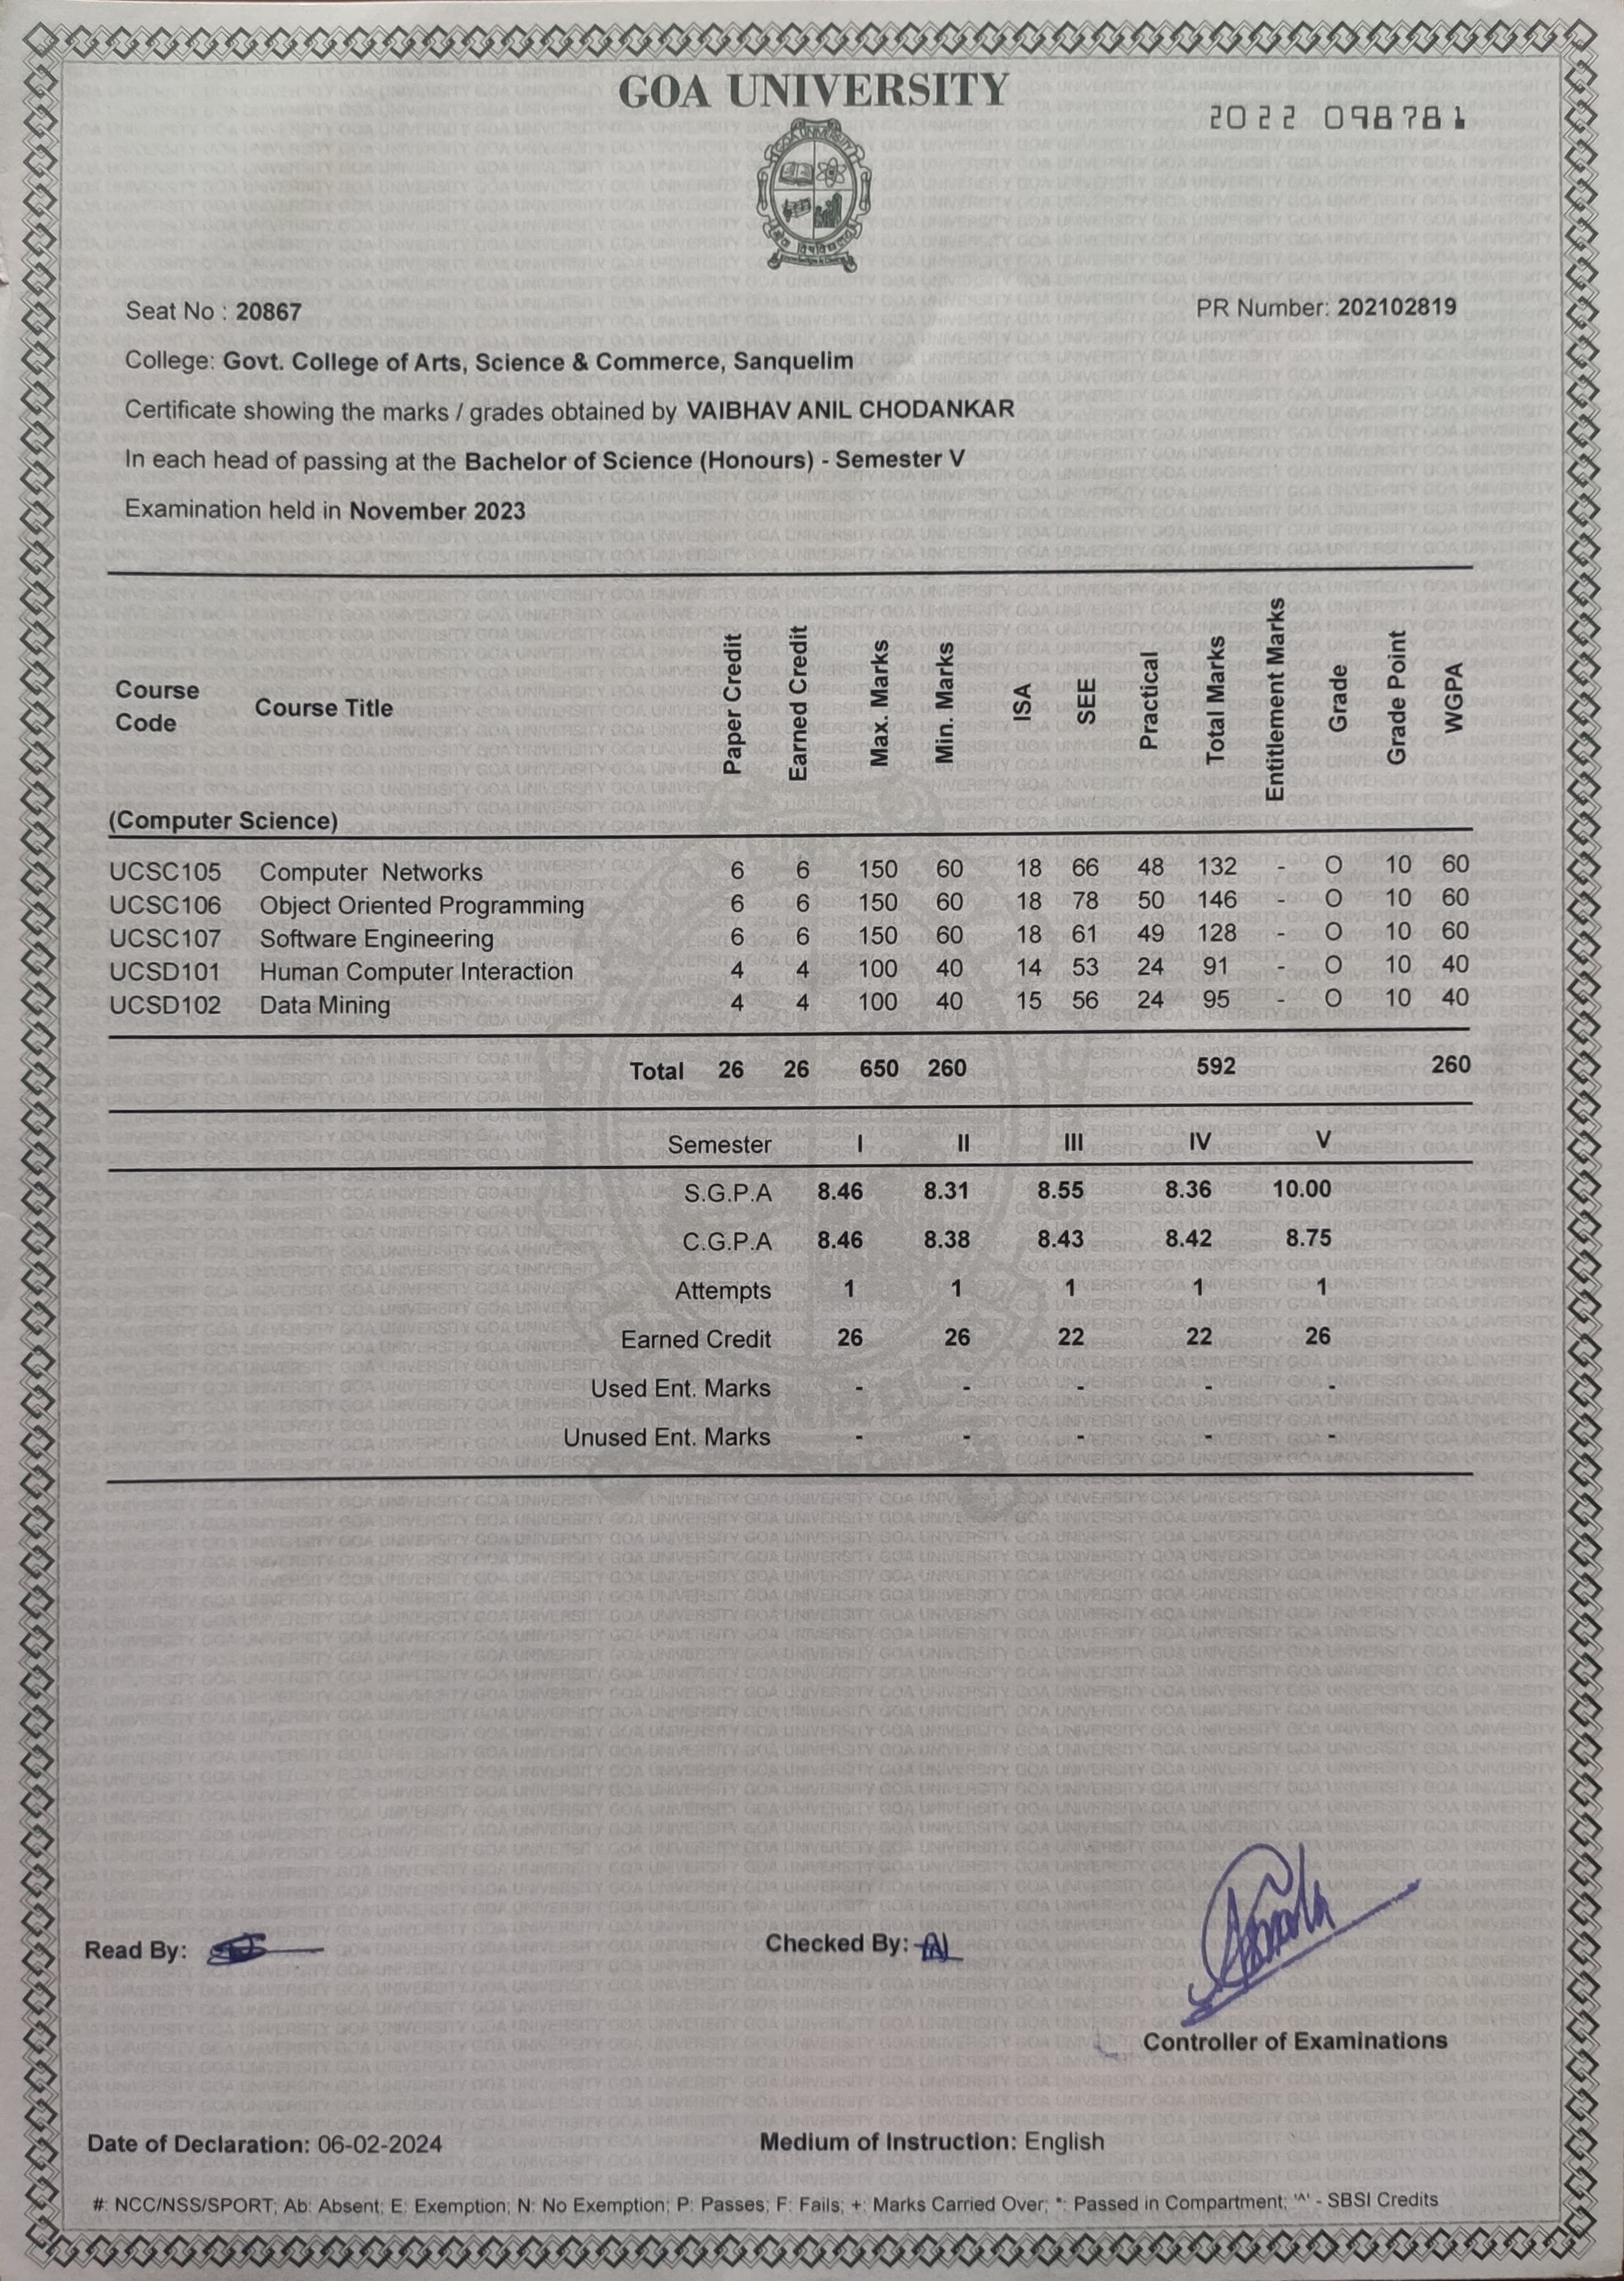 GOA UNIVERSITY
2022 098781
Seat No : 20867 PR Number: 202102819
College: Govt. College of Arts, Science & Commerce, Sanquelim
Certificate showing the marks / grades obtained by VAIBHAV ANIL CHODANKAR
In each head of passing at the Bachelor of Science (Honours) - Semester V
Examination held in November 2023
Course Code Course Title Paper Credit Earned Credit Max. Marks Min. Marks ISA SEE Practical Total Marks Entitlement Marks Grade Grade Point WGPA
(Computer Science)
UCSC105 Computer Networks 6 6 150 60 18 66 48 132 - O 10 60
UCSC106 Object Oriented Programming 6 6 150 60 18 78 50 146 - O 10 60
UCSC107 Software Engineering 6 6 150 60 18 61 49 128 - O 10 60
UCSD101 Human Computer Interaction 4 4 100 40 14 53 24 91 - O 10 40
UCSD102 Data Mining 4 4 100 40 15 56 24 95 - O 10 40
Total 26 26 650 260 592 260
Semester I II III IV V
S.G.P.A 8.46 8.31 8.55 8.36 10.00
C.G.P.A 8.46 8.38 8.43 8.42 8.75
Attempts 1 1 1 1 1
Earned Credit 26 26 22 22 26
Used Ent. Marks - - - - -
Unused Ent. Marks - - - - -
Read By: Checked By:
Controller of Examinations
Date of Declaration: 06-02-2024 Medium of Instruction: English
#: NCC/NSS/SPORT; Ab: Absent; E: Exemption; N: No Exemption; P: Passes; F: Fails; +: Marks Carried Over; *: Passed in Compartment; '^' - SBSI Credits